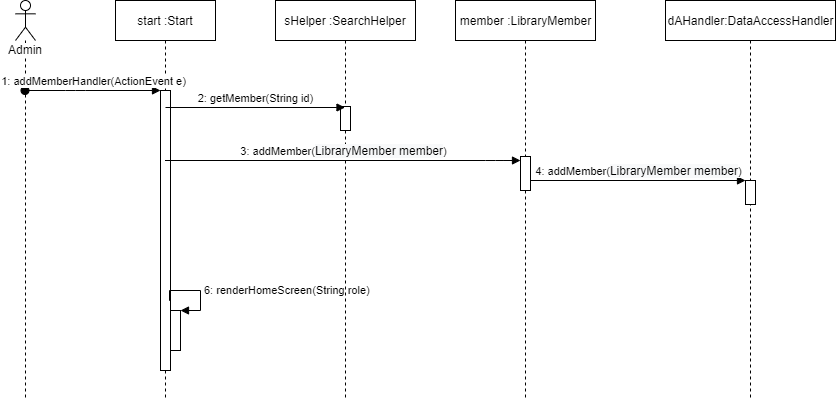 start :Start
sHelper :SearchHelper
member :LibraryMember
dAHandler:DataAccessHandler
Admin
1: addMemberHandler(ActionEvent e)
2: getMember(String id)
3: addMember(LibraryMember member)
4: addMember(LibraryMember member)
6: renderHomeScreen(String role)